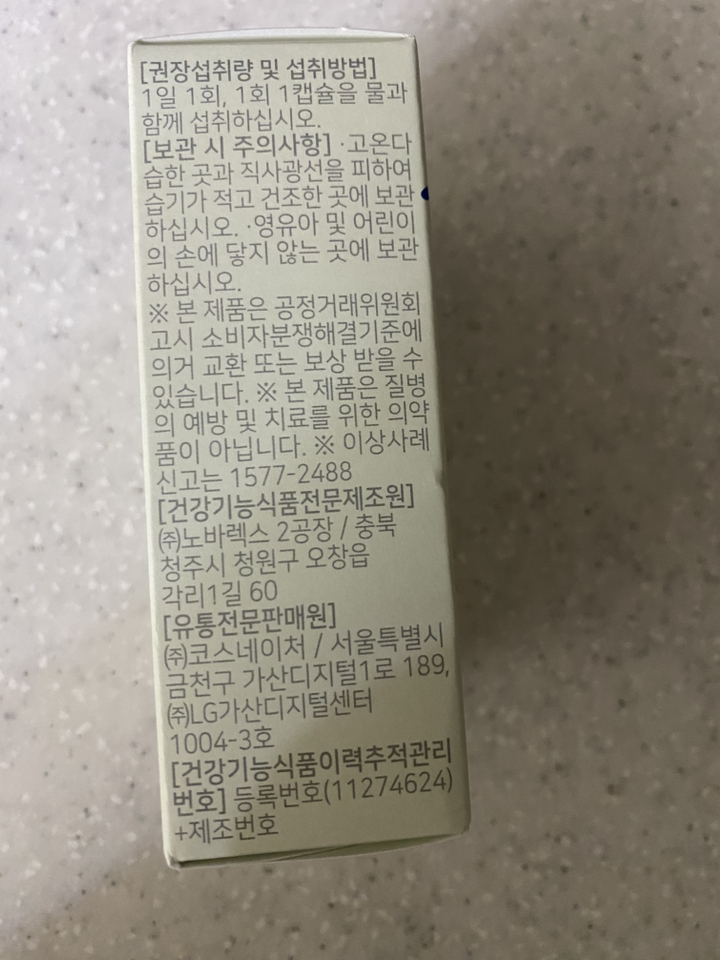 [권장섭취량 및 섭취방법]
1일 1회, 1회 1캡슐을 물과
함께 섭취하십시오.
[보관 시 주의사항] ·고온다
습한 곳과 직사광선을 피하여
습기가 적고 건조한 곳에 보관
하십시오. ·영유아 및 어린이
의 손에 닿지 않는 곳에 보관
하십시오.
※ 본 제품은 공정거래위원회
고시 소비자분쟁해결기준에
의거 교환 또는 보상 받을 수
있습니다. ※ 본 제품은 질병
의 예방 및 치료를 위한 의약
품이 아닙니다. ※ 이상사례
신고는 1577-2488
[건강기능식품전문제조원]
㈜노바렉스 2공장 / 충북
청주시 청원구 오창읍
각리1길 60
[유통전문판매원]
㈜코스네이처 / 서울특별시
금천구 가산디지털1로 189,
㈜LG가산디지털센터
1004-3호
[건강기능식품이력추적관리
번호] 등록번호(11274624)
+제조번호